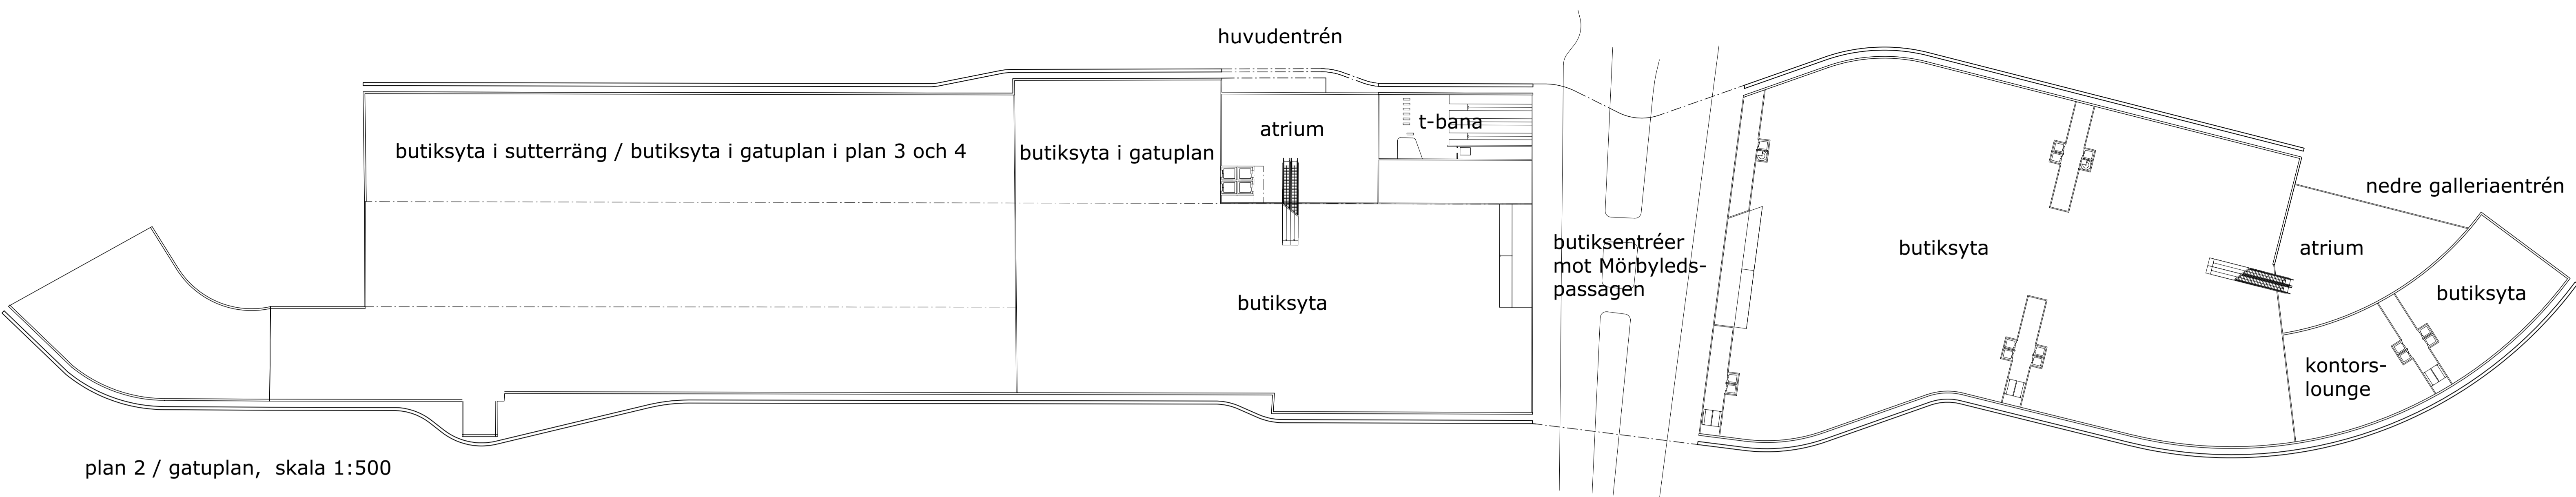 huvudentrén
butiksyta i sutterräng / butiksyta i gatuplan i plan 3 och 4
butiksyta i gatuplan
atrium
t-bana
butiksyta
butiksentréer
mot Mörbyleds-
passagen
butiksyta
nedre galleriaentrén
atrium
butiksyta
kontors-
lounge
plan 2 / gatuplan,  skala 1:500